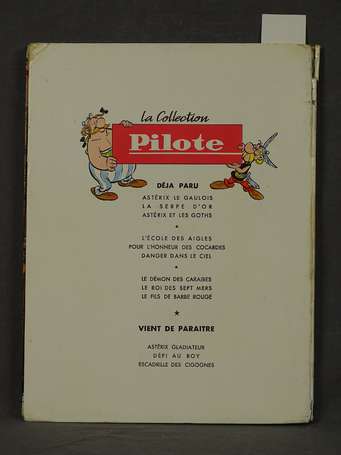 La Collection
Pilote
DÉJA PARU
ASTÉRIX LE GAULOIS
LA SERPE D'OR
ASTÉRIX ET LES GOTHS
*
L'ÉCOLE DES AIGLES
POUR L'HONNEUR DES COCARDES
DANGER DANS LE CIEL
*
LE DÉMON DES CARAIBES
LE ROI DES SEPT MERS
LE FILS DE BARBE ROUGE
★
VIENT DE PARAITRE
ASTÉRIX GLADIATEUR
DÉFI AU ROY
ESCADRILLE DES CIGOGNES